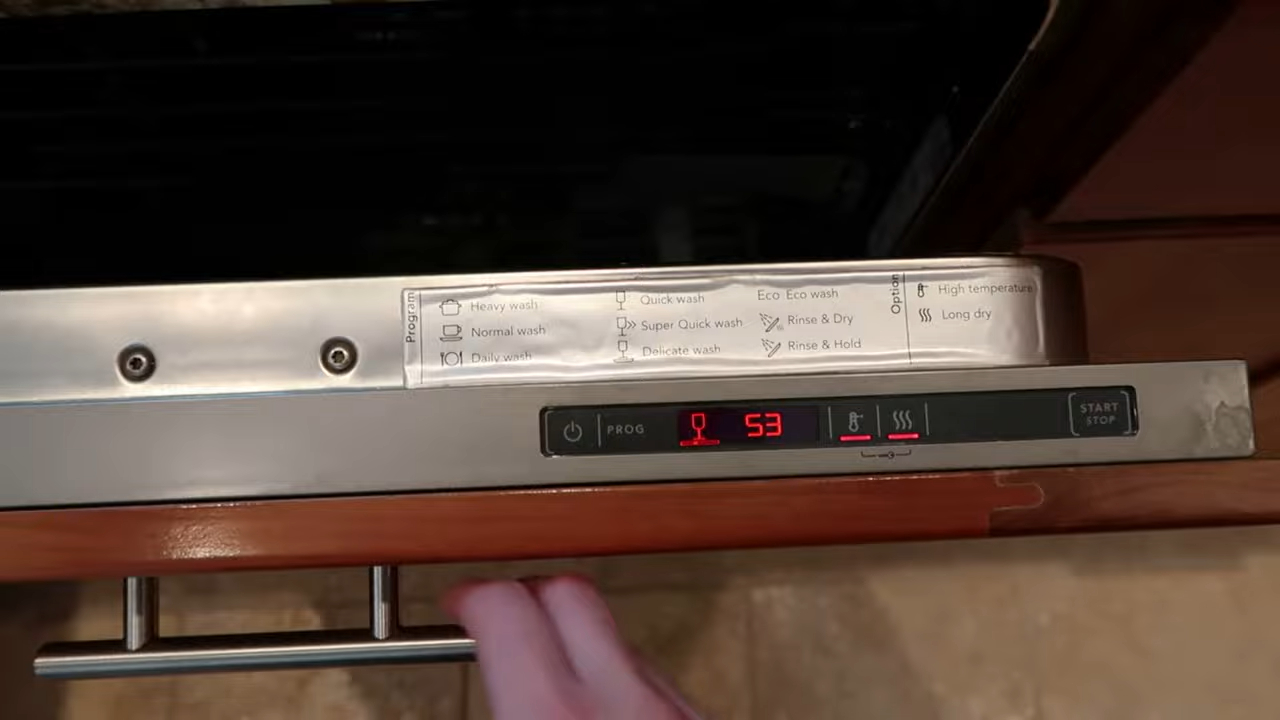 Program
Heavy wash
Normal wash
Daily wash
Quick wash
Super Quick wash
Delicate wash
Eco Eco wash
Rinse & Dry
Rinse & Hold
Option
High temperature
Long dry
PROG
53
START
STOP